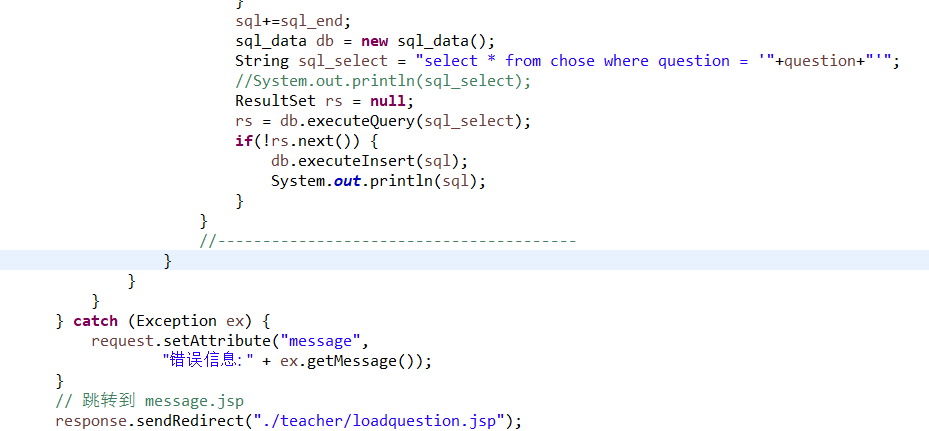 }
sql+=sql_end;
sql_data db = new sql_data();
String sql_select = "select * from chose where question = '"+question+"'";
//System.out.println(sql_select);
ResultSet rs = null;
rs = db.executeQuery(sql_select);
if(!rs.next()) {
db.executeInsert(sql);
System.out.println(sql);
}
}
//----------------------------------------
}
}
}
} catch (Exception ex) {
request.setAttribute("message",
"错误信息: " + ex.getMessage());
}
// 跳转到 message.jsp
response.sendRedirect("./teacher/loadquestion.jsp");